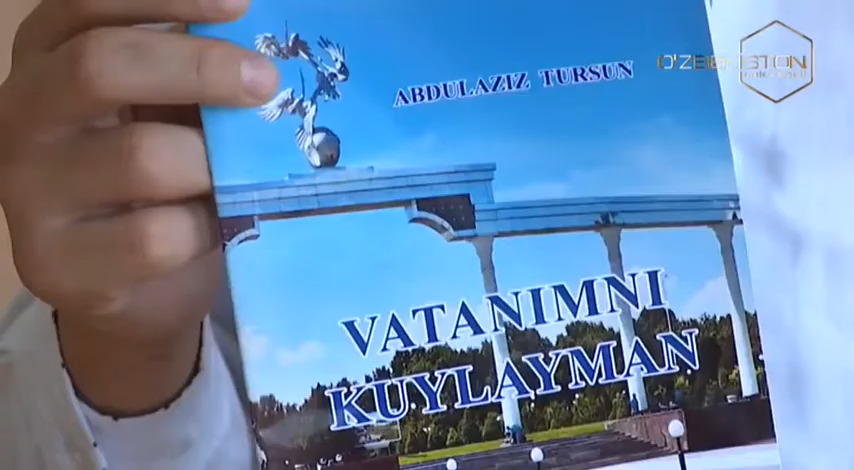 ABDULAZIZ TURSUN
O'ZBEKISTON
VATANIMNI
KUYLAYMAN